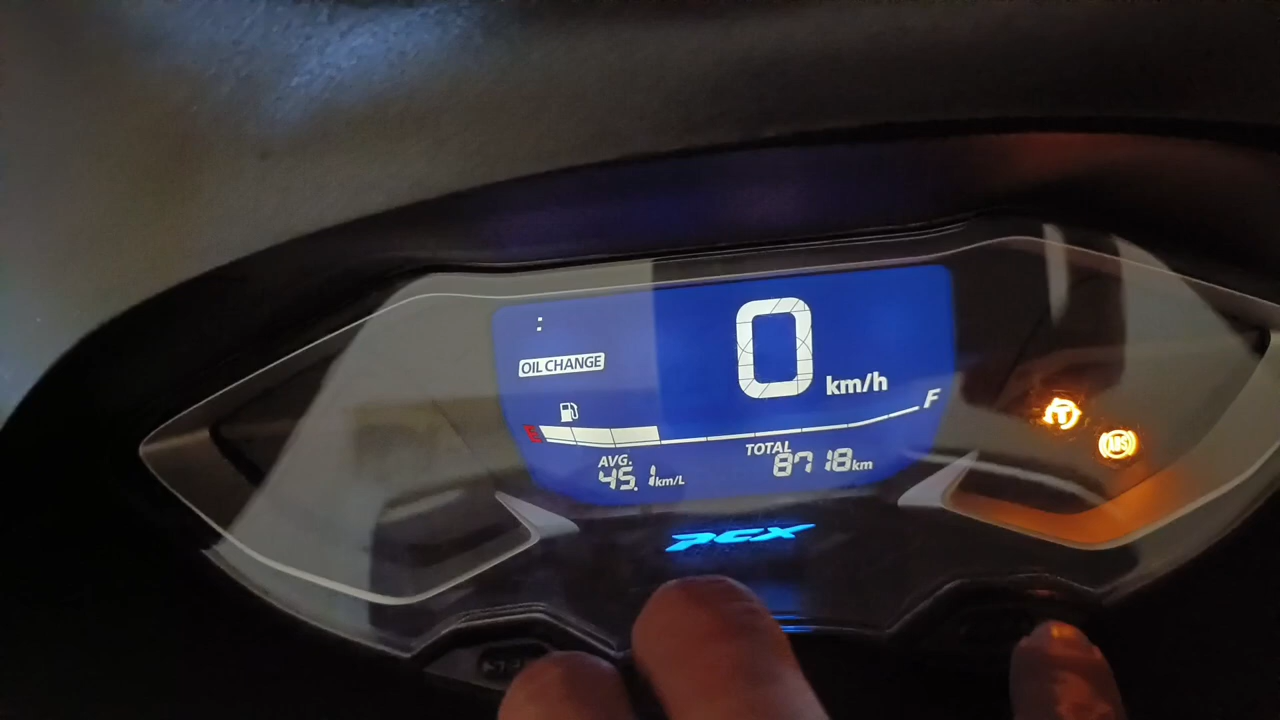 :
OIL CHANGE
0 km/h
E
F
AVG.
45.1 km/L
TOTAL
8718 km
PCX
T
ABS